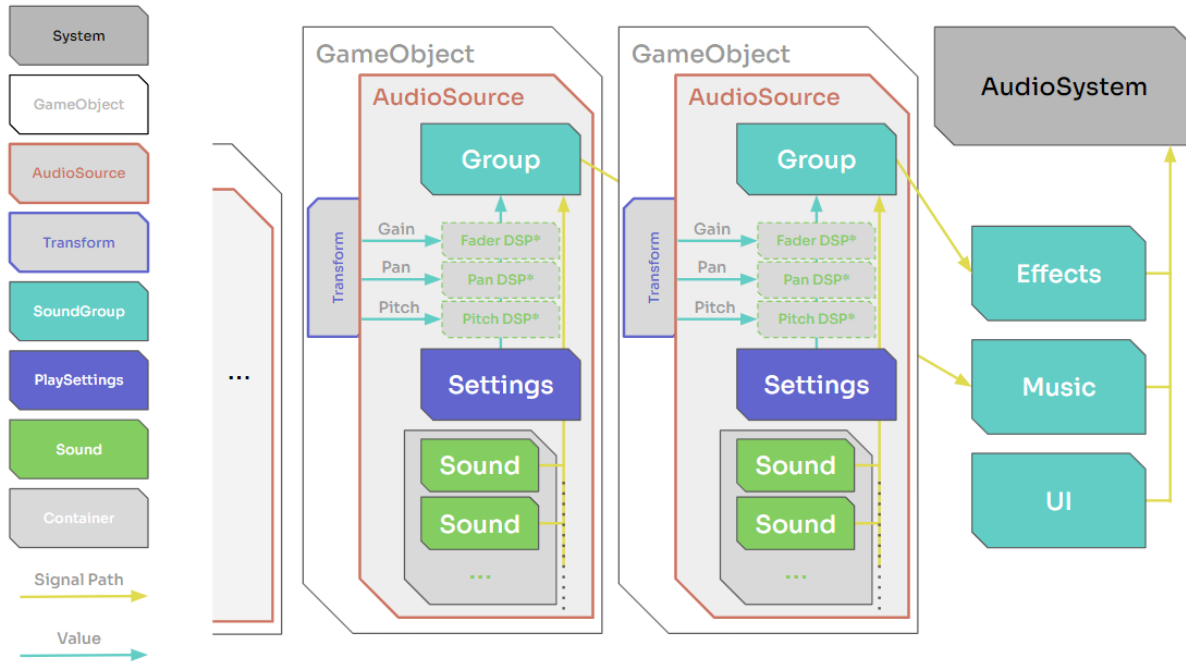 System
GameObject
AudioSource
Transform
SoundGroup
PlaySettings
Sound
Container
Signal Path
Value
...
GameObject
AudioSource
Group
Transform
Gain
Fader DSP*
Pan
Pan DSP*
Pitch
Pitch DSP*
Settings
Sound
Sound
...
GameObject
AudioSource
Group
Transform
Gain
Fader DSP*
Pan
Pan DSP*
Pitch
Pitch DSP*
Settings
Sound
Sound
...
AudioSystem
Effects
Music
UI